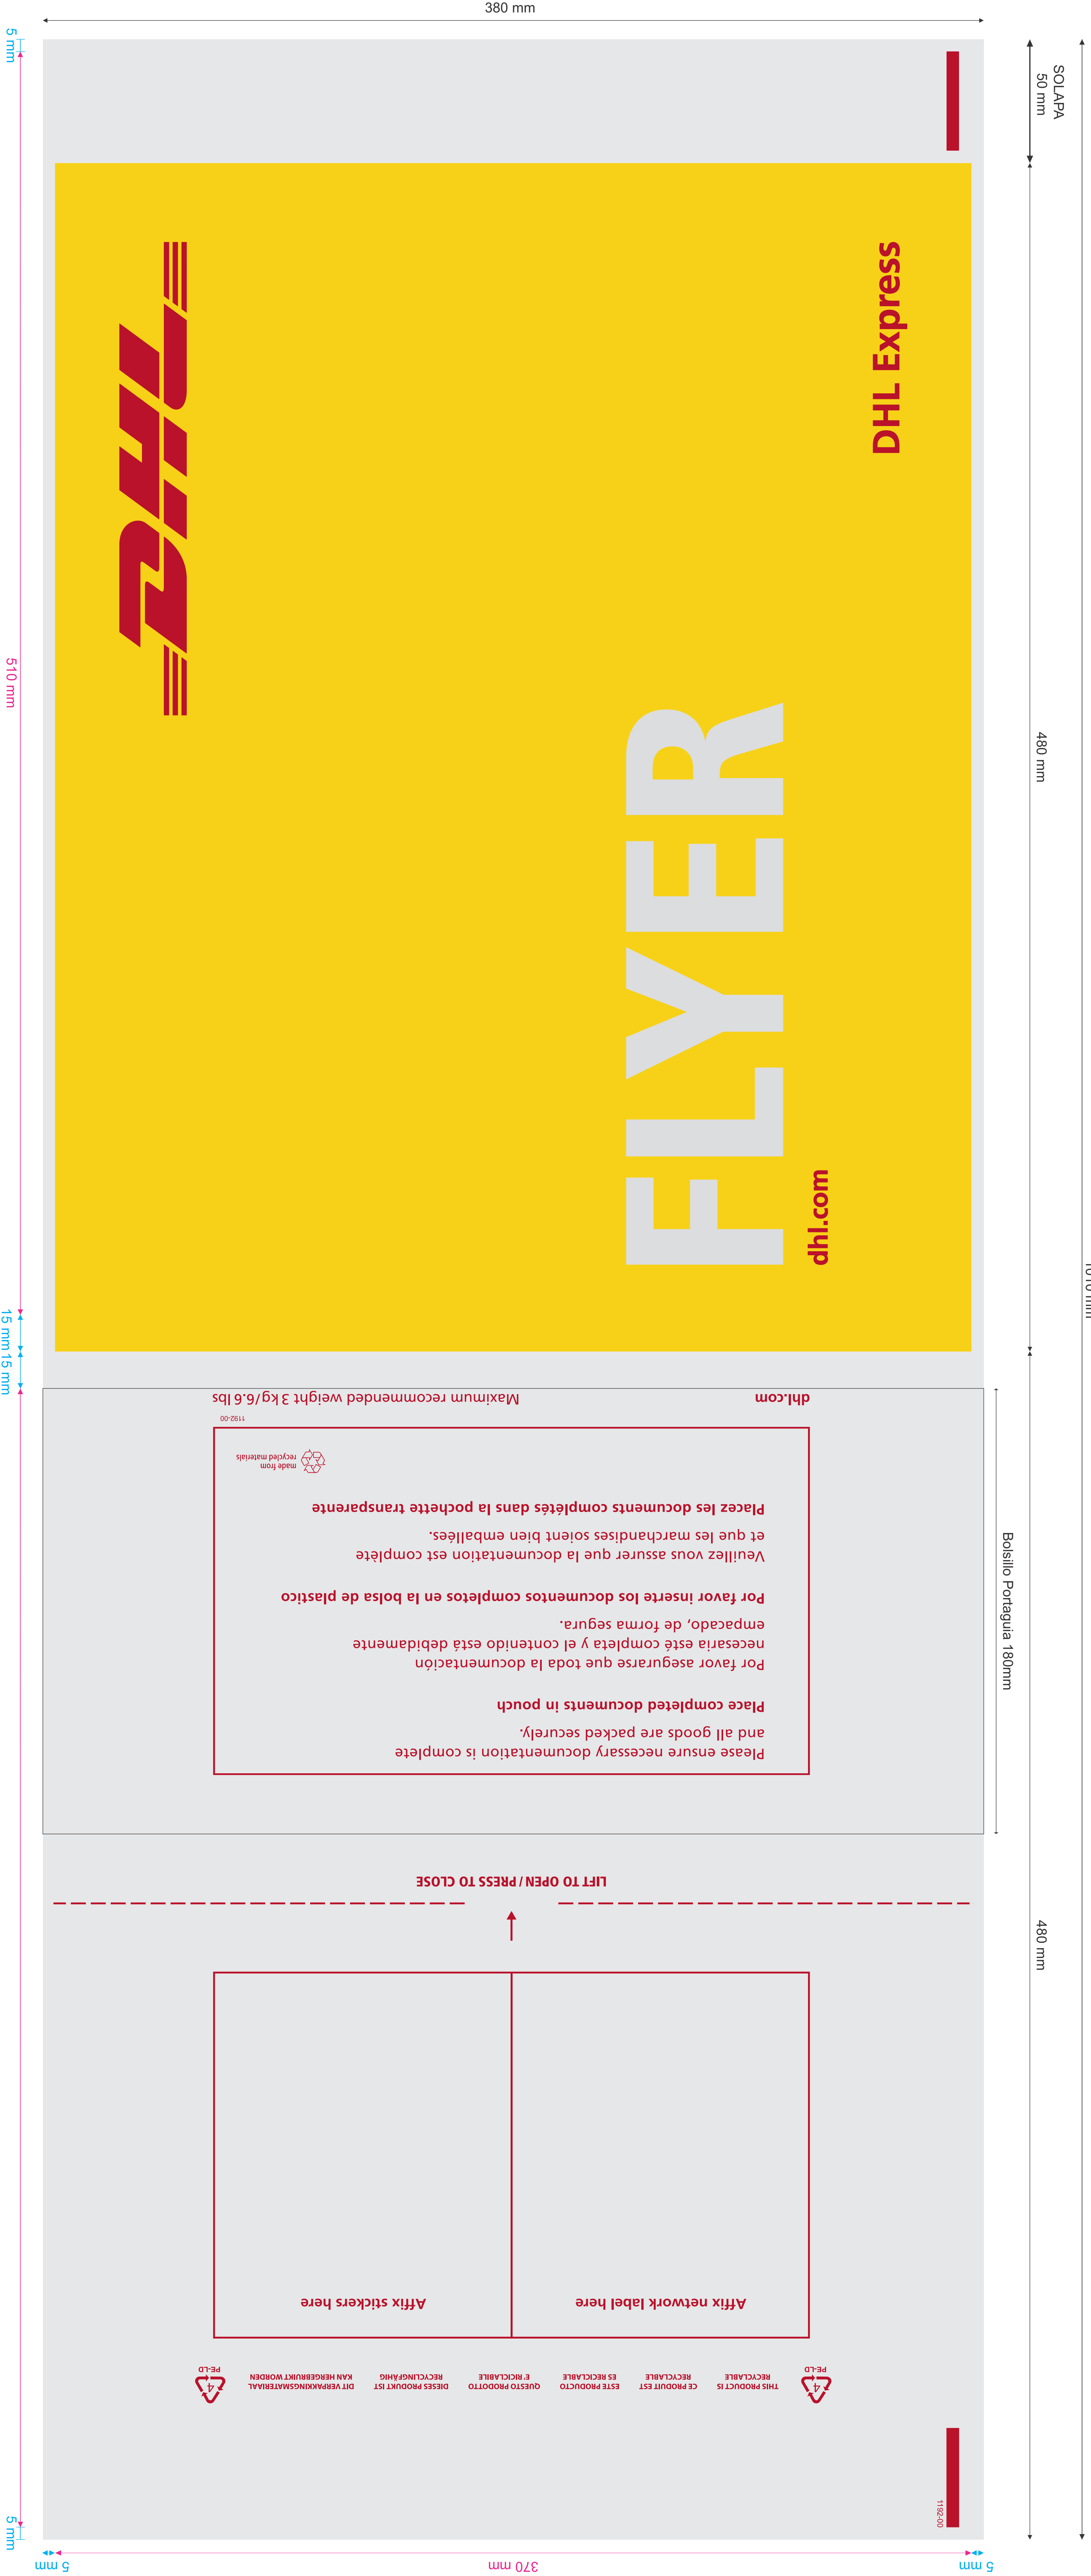 380 mm
5 mm
SOLAPA
50 mm
DHL
DHL Express
510 mm
480 mm
FLYER
dhl.com
1010 mm
15 mm
15 mm
Maximum recommended weight 3 kg/6.6 lbs
dhl.com
1192-00
Bolsillo Portaguia 180mm
Please ensure necessary documentation is complete
and all goods are packed securely.
Place completed documents in pouch
Por favor asegurarse que toda la documentación
necesaria esté completa y el contenido está debidamente
empacado, de forma segura.
Por favor inserte los documentos completos en la bolsa de plastico
Veuillez vous assurer que la documentation est complète
et que les marchandises soient bien emballées.
Placez les documents complétés dans la pochette transparente
made from
recycled materials
LIFT TO OPEN / PRESS TO CLOSE
480 mm
Affix network label here
Affix stickers here
4
PE-LD
THIS PRODUCT IS
RECYCLABLE
CE PRODUIT EST
RECYCLABLE
ESTE PRODUCTO
ES RECICLABLE
QUESTO PRODOTTO
E'RICICLABILE
DIESES PRODUKT IST
RECYCLINGFÄHIG
DIT VERPAKKINGSMATERIAAL
KAN HERGEBRUIKT WORDEN
4
PE-LD
1192-00
5 mm
5 mm
370 mm
5 mm